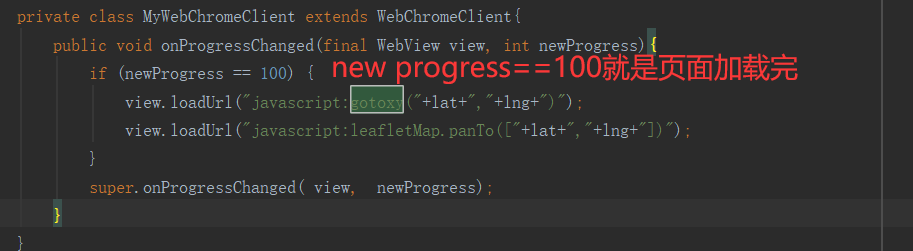 private class MyWebChromeClient extends WebChromeClient{
public void onProgressChanged(final WebView view, int newProgress){
if (newProgress == 100) {
new progress==100就是页面加载完
view.loadUrl("javascript:gotoxy("+lat+","+lng+")");
view.loadUrl("javascript:leafletMap.panTo(["+lat+","+lng+"])");
}
super.onProgressChanged( view,  newProgress);
}
}